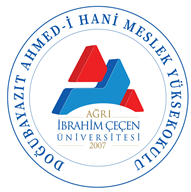 DOĞUBAYAZIT AHMED-İ HANİ MESLEK YÜKSEKOKULU
AĞRI
İBRAHİM ÇEÇEN
ÜNİVERSİTESİ
2007